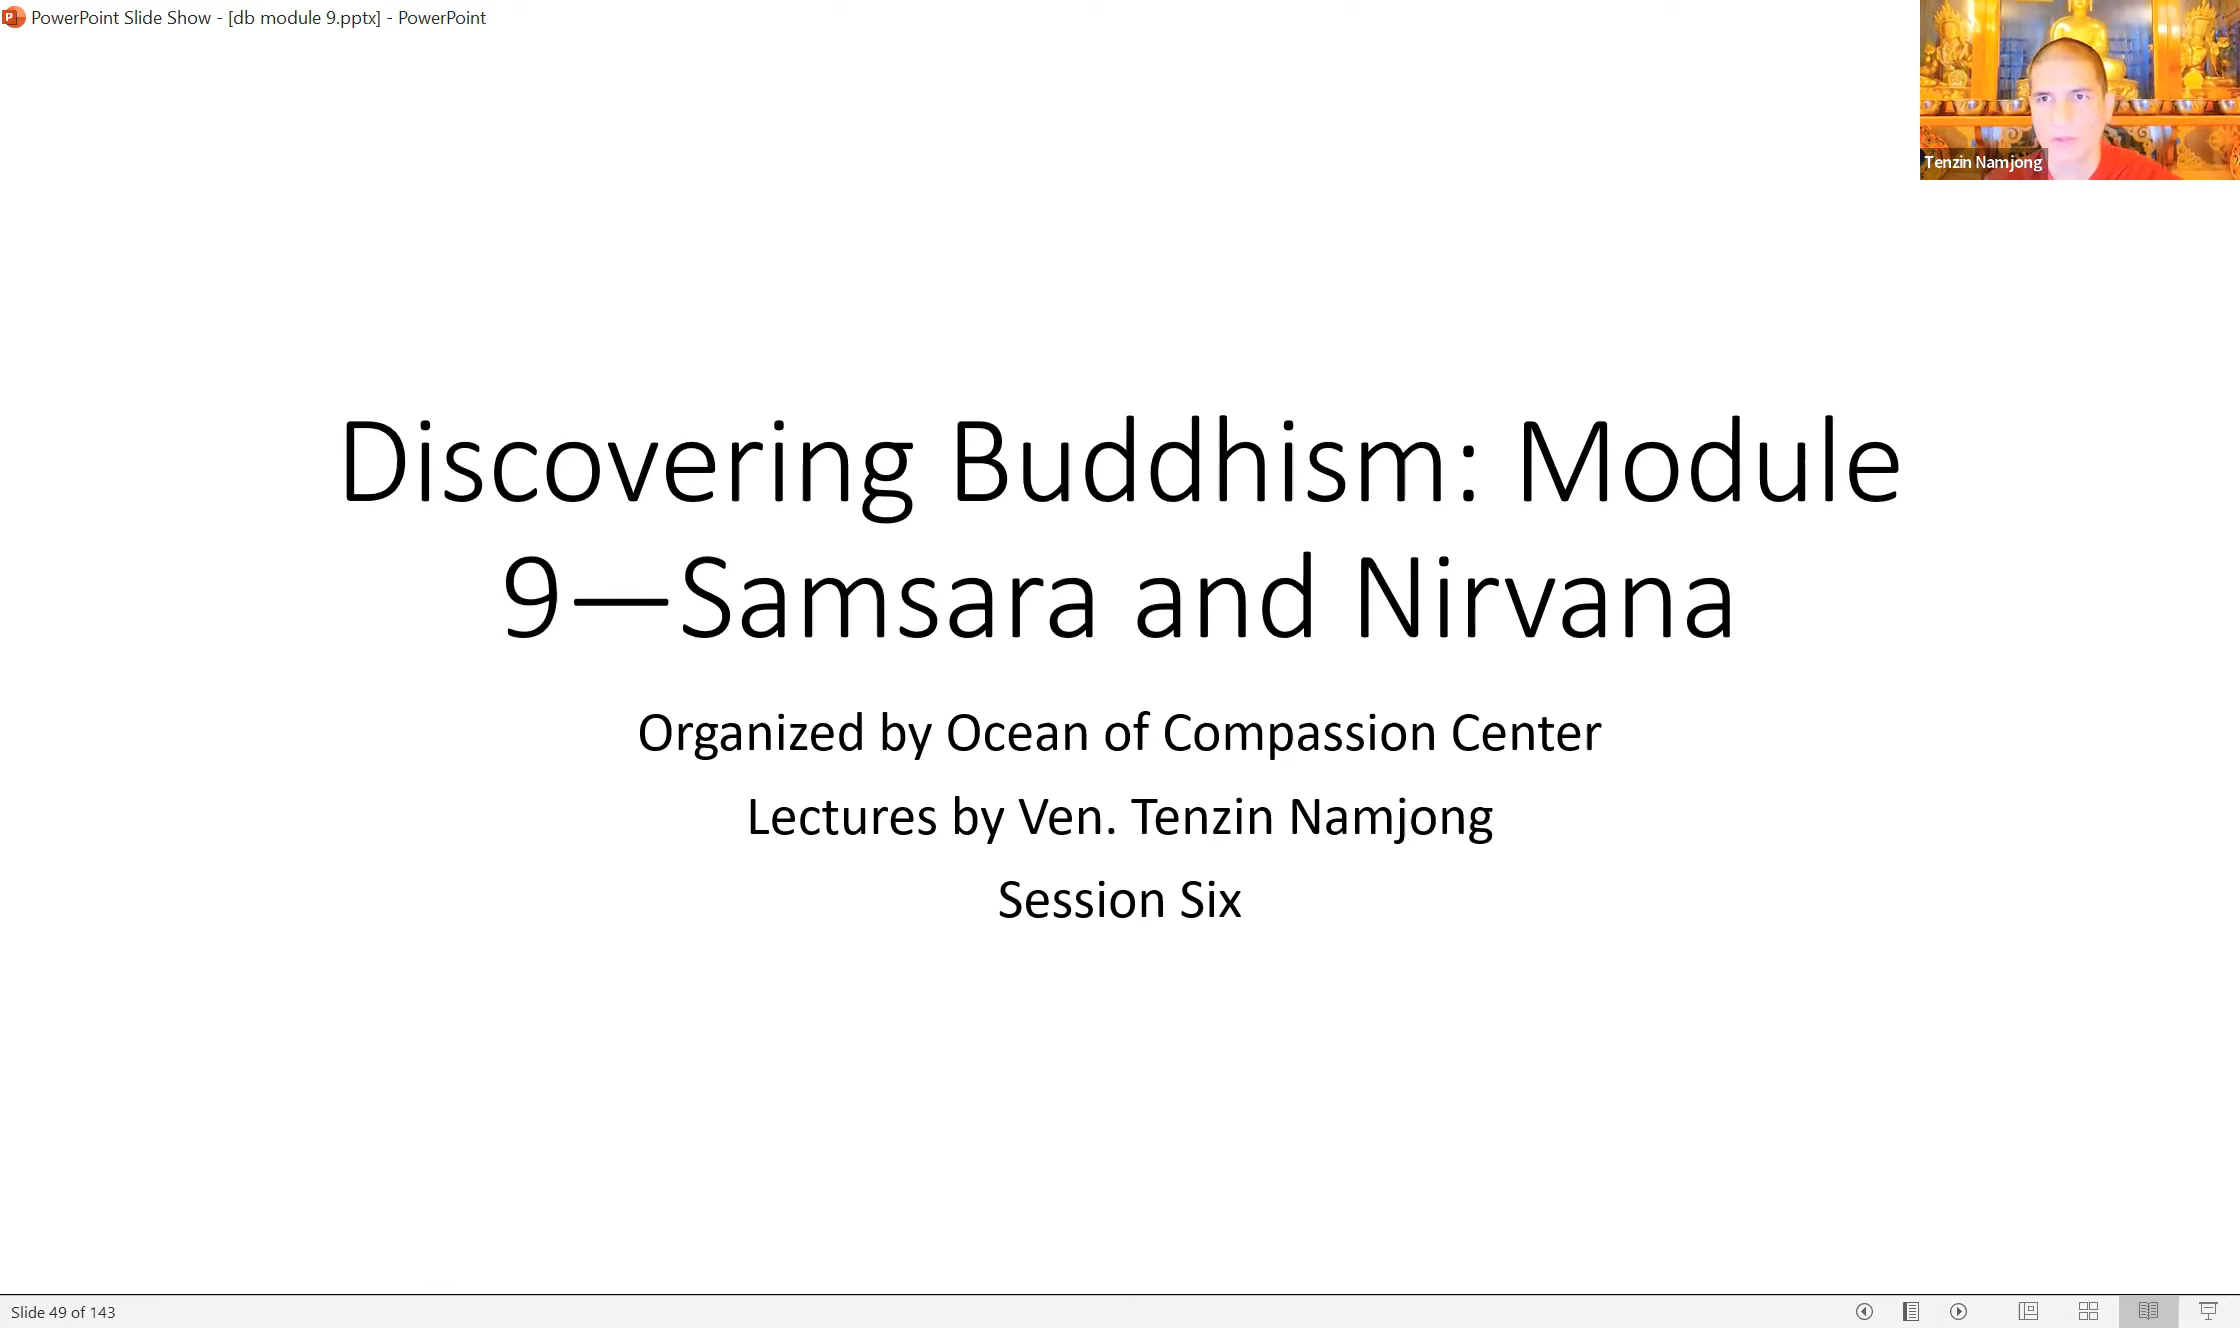 PowerPoint Slide Show - [db module 9.pptx] - PowerPoint
Tenzin Namjong
Discovering Buddhism: Module
9—Samsara and Nirvana
Organized by Ocean of Compassion Center
Lectures by Ven. Tenzin Namjong
Session Six
Slide 49 of 143